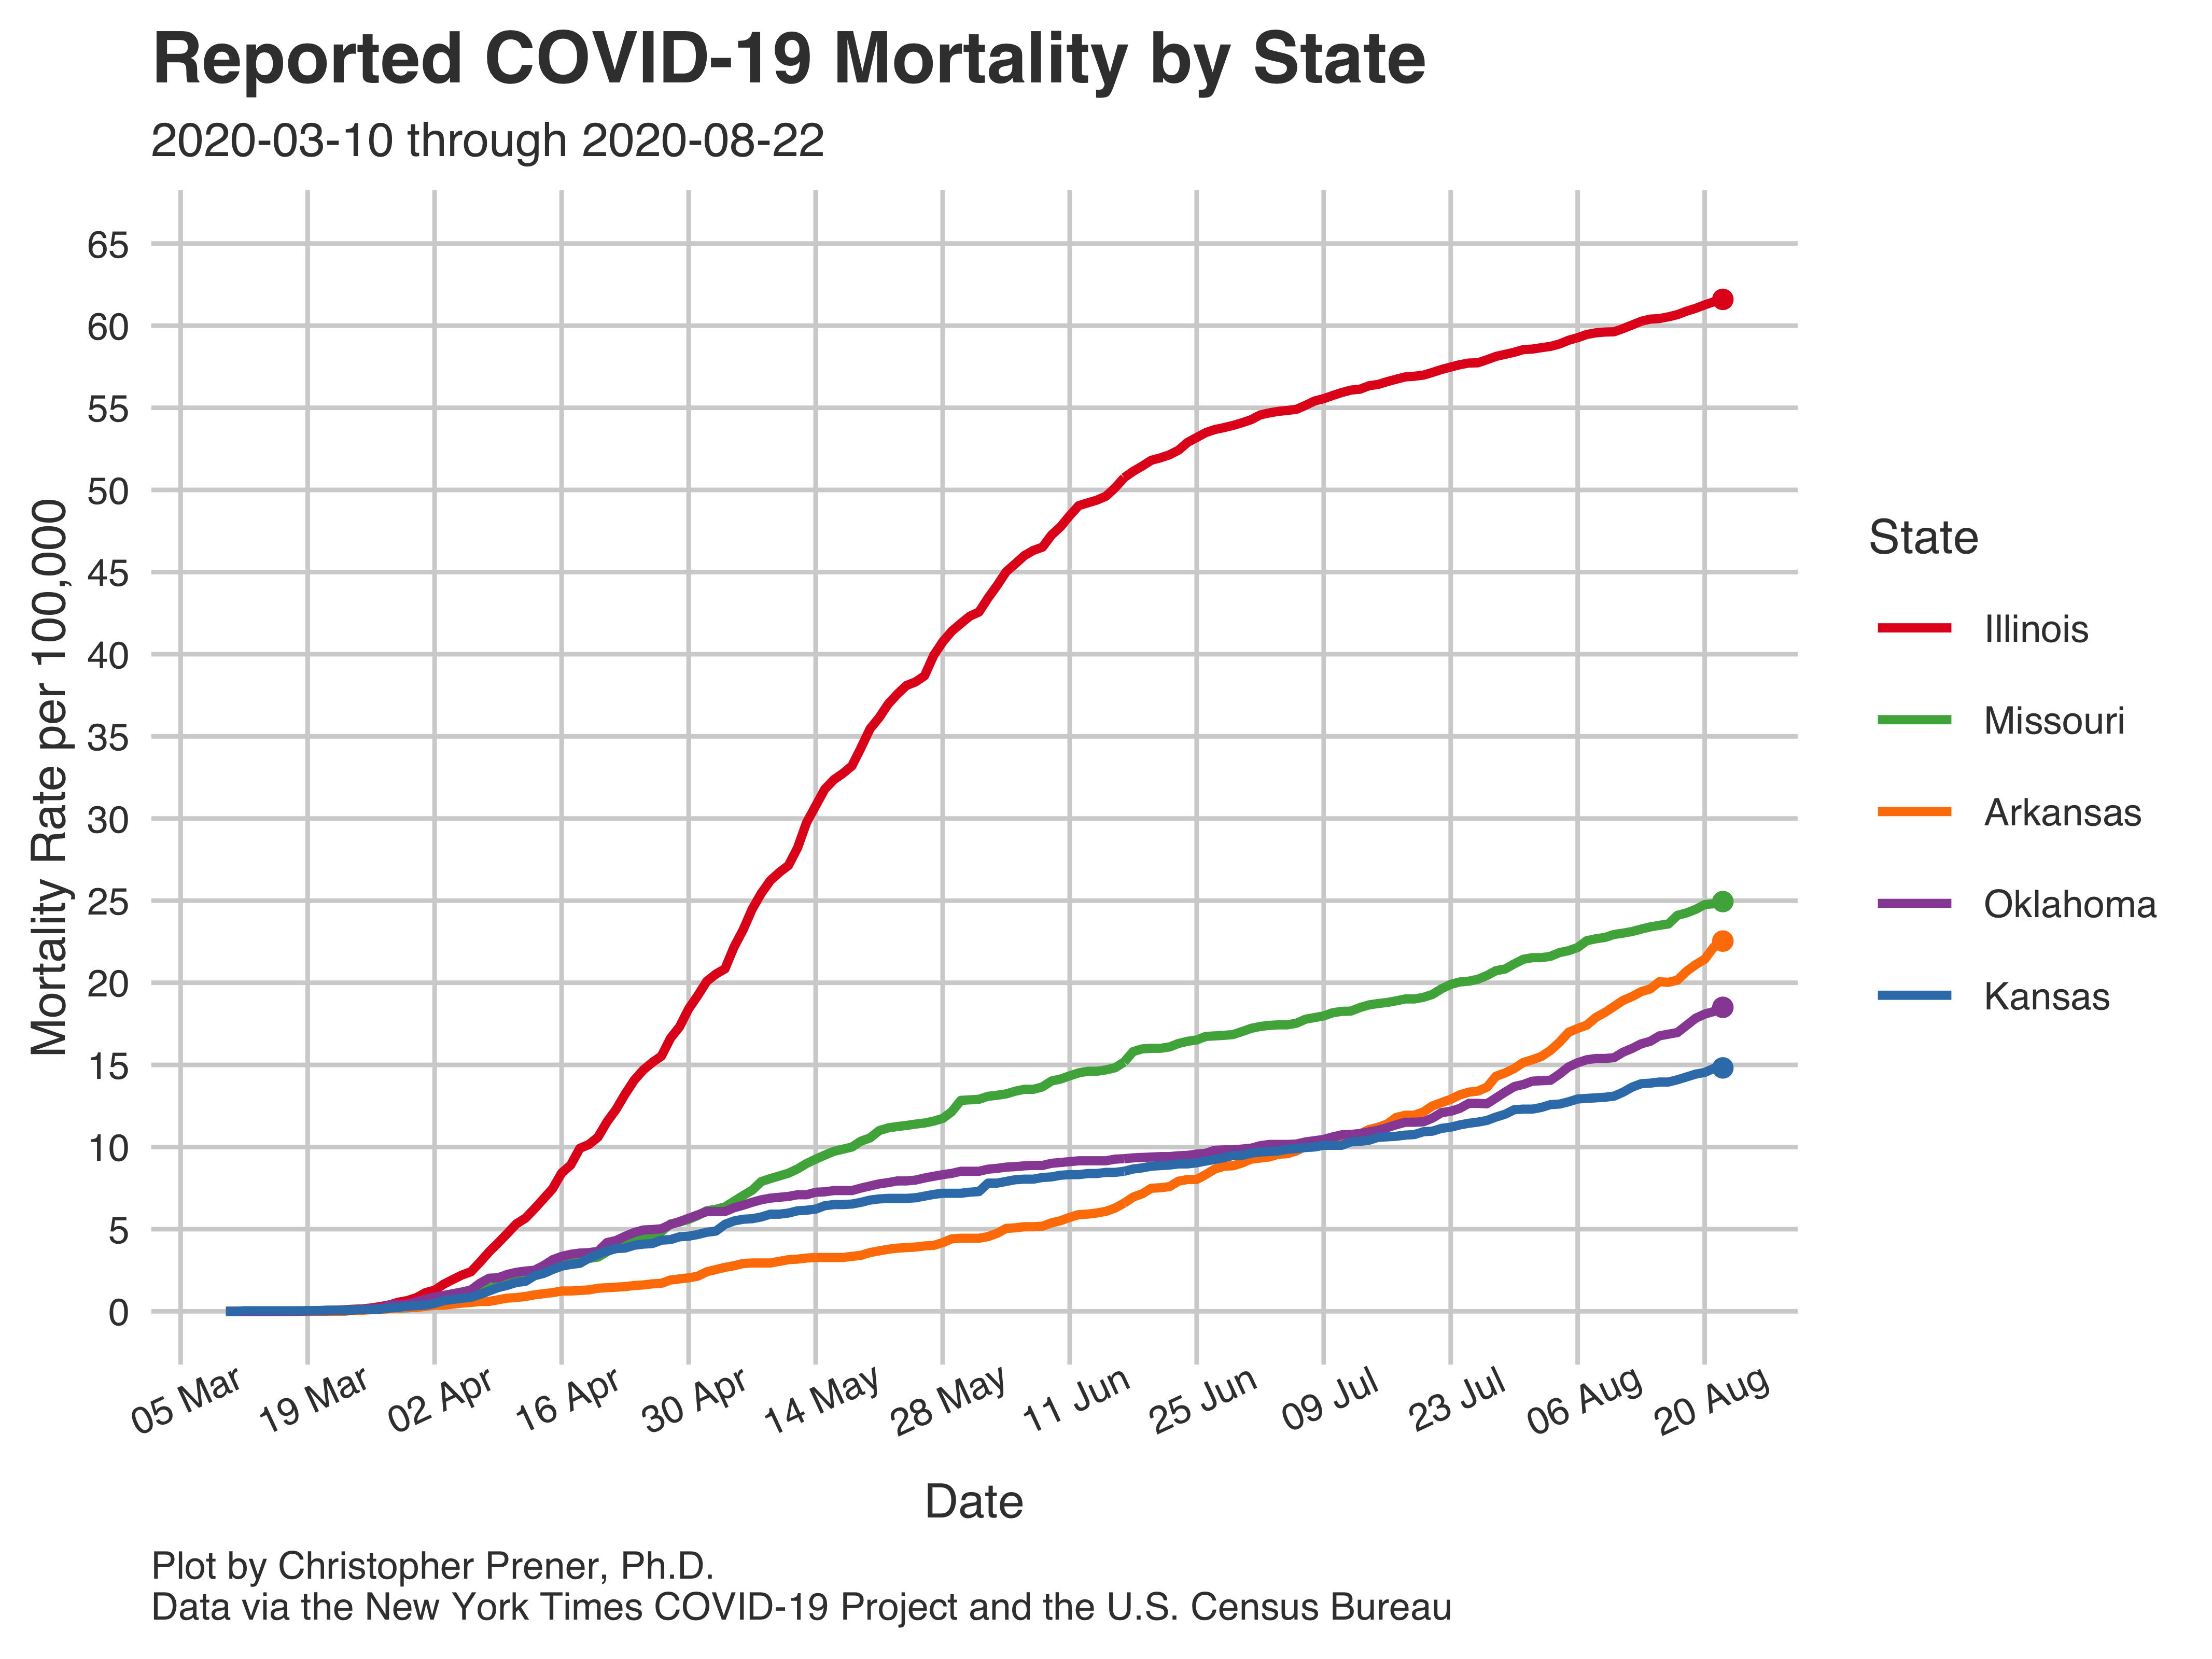 Reported COVID-19 Mortality by State
2020-03-10 through 2020-08-22
Mortality Rate per 100,000
65
60
55
50
45
40
35
30
25
20
15
10
5
0
05 Mar
19 Mar
02 Apr
16 Apr
30 Apr
14 May
28 May
11 Jun
25 Jun
09 Jul
23 Jul
06 Aug
20 Aug
Date
State
Illinois
Missouri
Arkansas
Oklahoma
Kansas
Plot by Christopher Prener, Ph.D.
Data via the New York Times COVID-19 Project and the U.S. Census Bureau